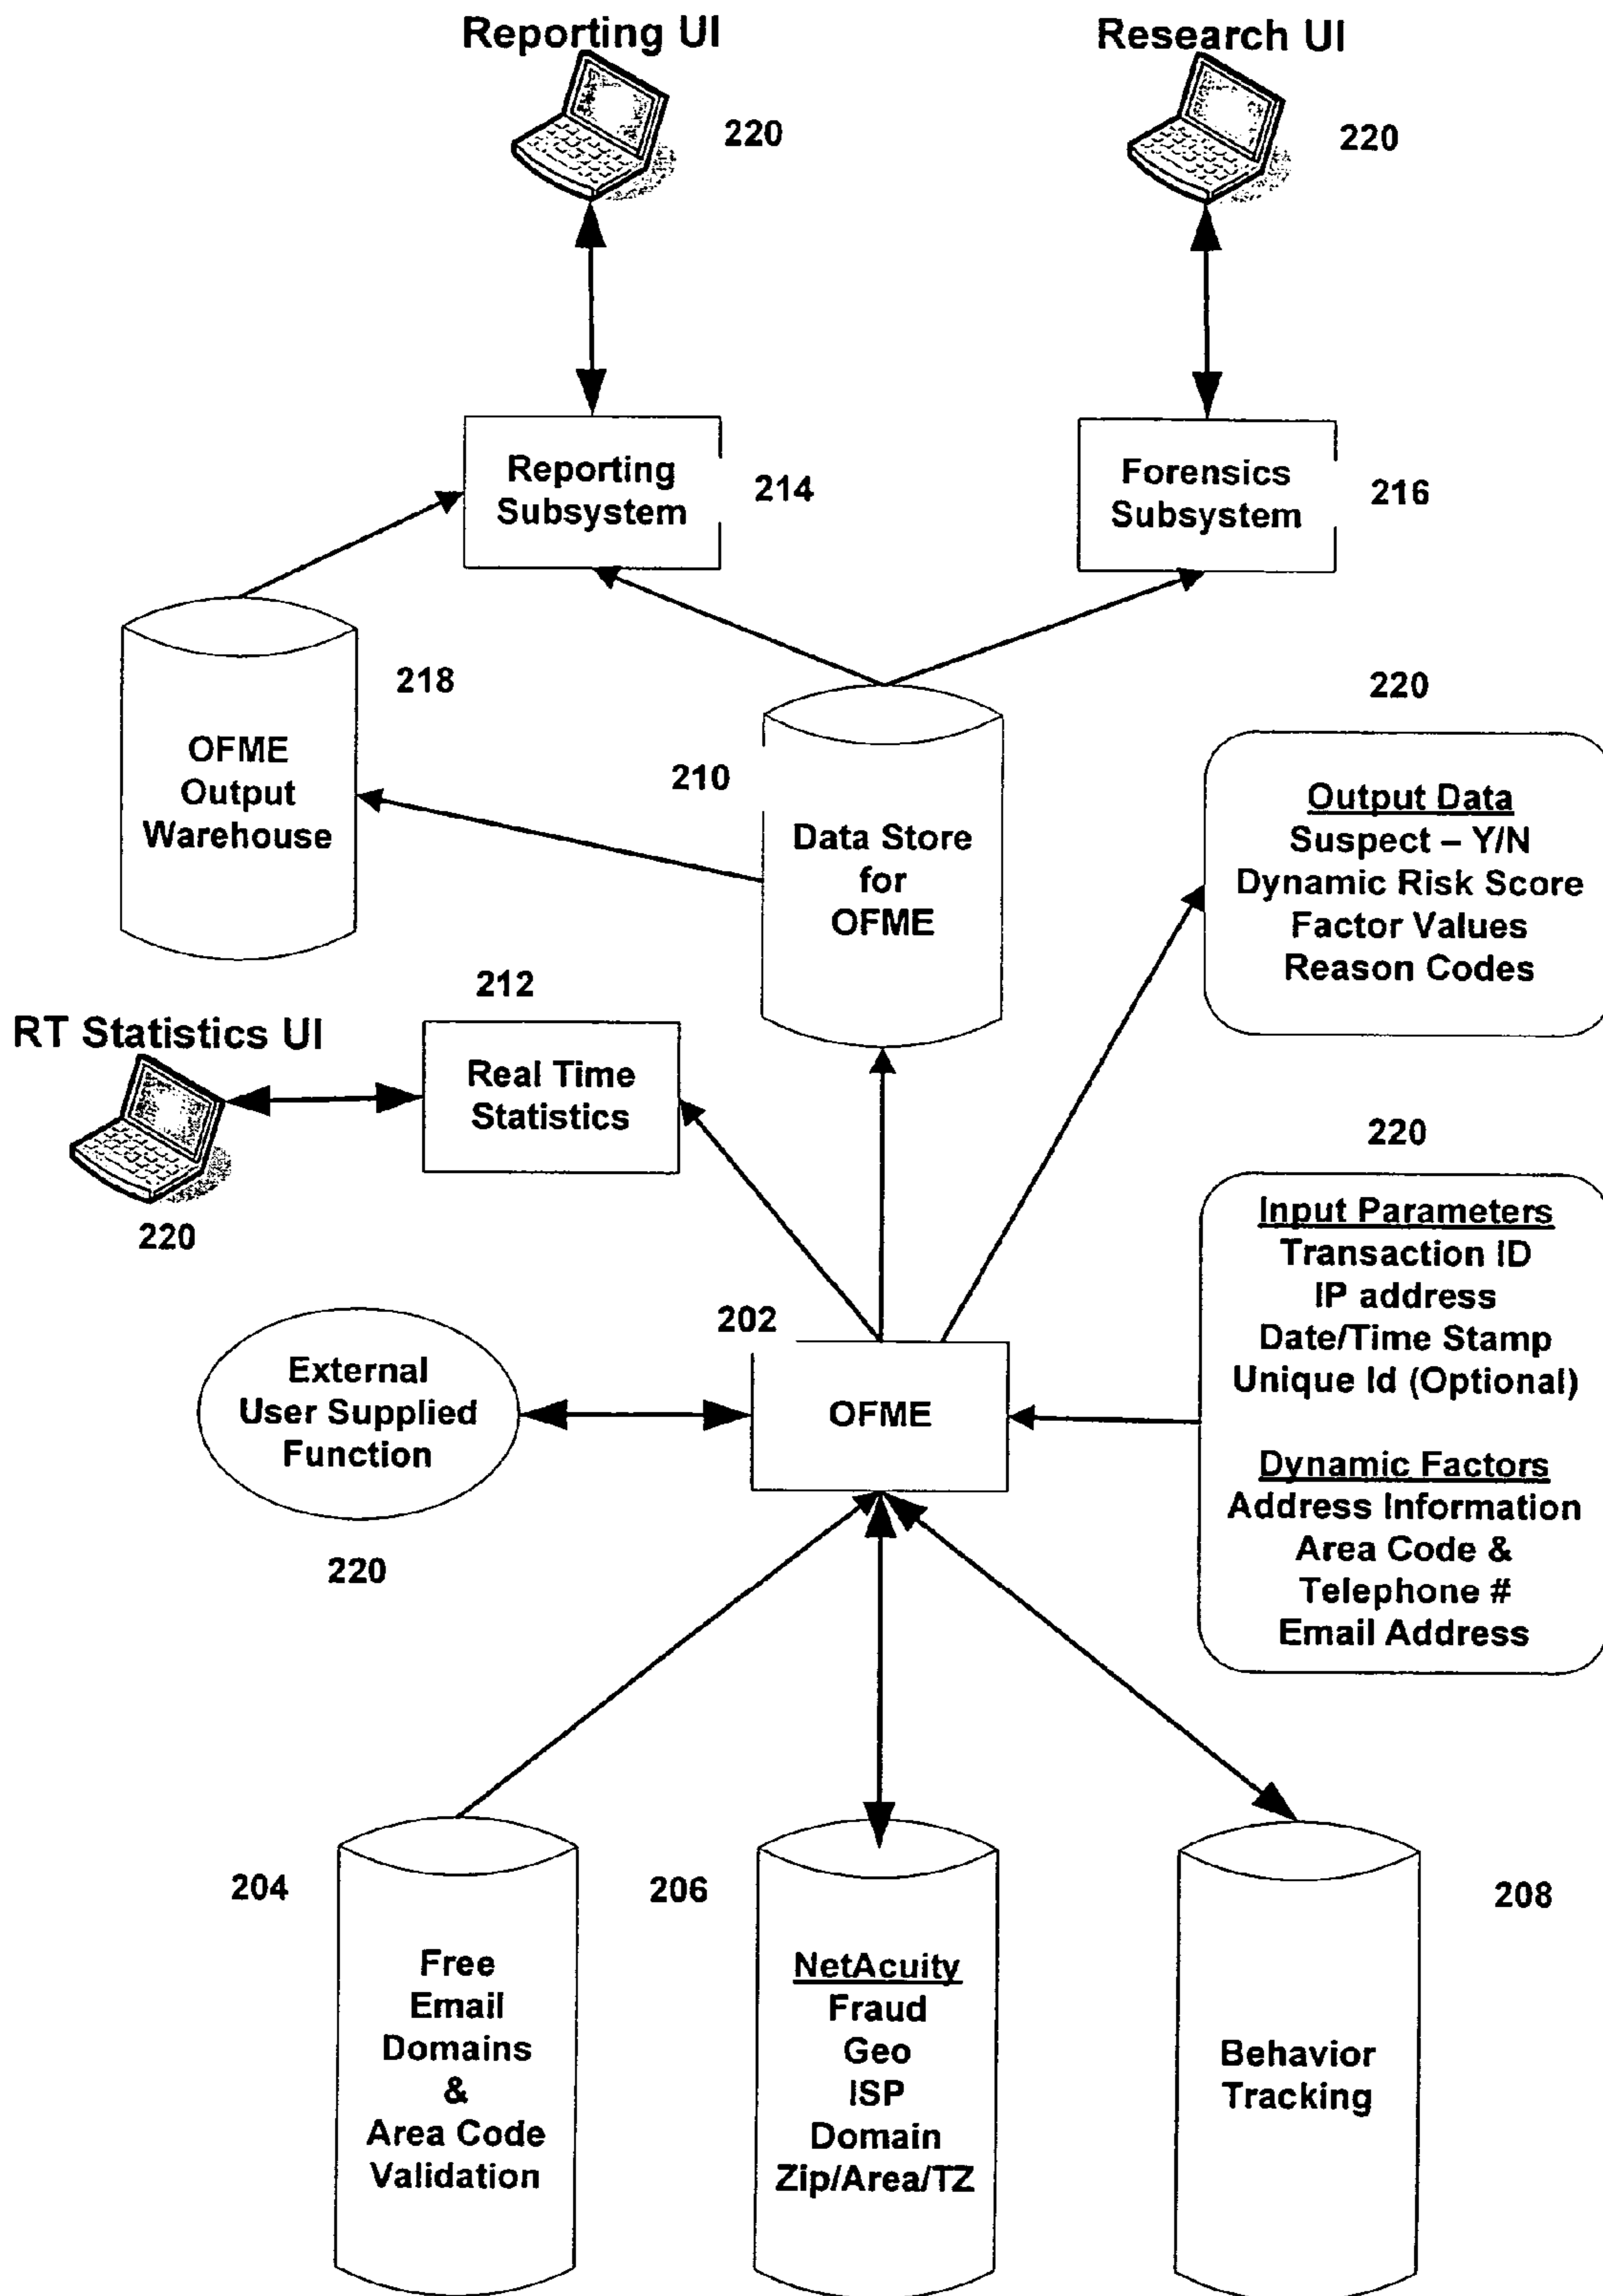 Reporting UI
Research UI
220
220
Reporting
Subsystem
214
Forensics
Subsystem
216
218
220
OFME
Output
Warehouse
210
Data Store
for
OFME
Output Data
Suspect – Y/N
Dynamic Risk Score
Factor Values
Reason Codes
212
RT Statistics UI
Real Time
Statistics
220
220
Input Parameters
Transaction ID
IP address
Date/Time Stamp
Unique Id (Optional)
Dynamic Factors
Address Information
Area Code &
Telephone #
Email Address
202
External
User Supplied
Function
OFME
220
204
206
208
Free
Email
Domains
&
Area Code
Validation
NetAcuity
Fraud
Geo
ISP
Domain
Zip/Area/TZ
Behavior
Tracking